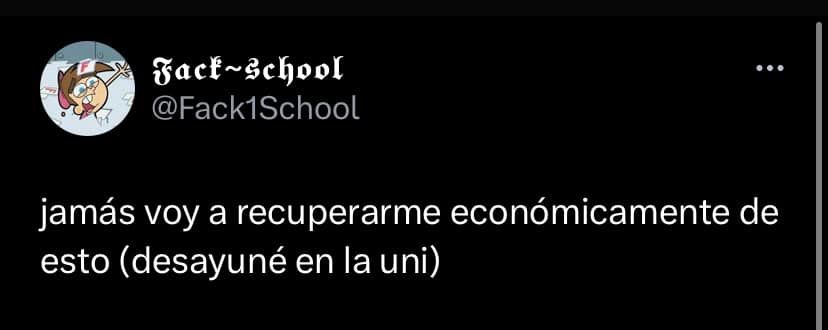 𝕱𝖆𝖈𝖐~𝖘𝖈𝖍𝖔𝖔𝖑
@Fack1School
jamás voy a recuperarme económicamente de
esto (desayuné en la uni)